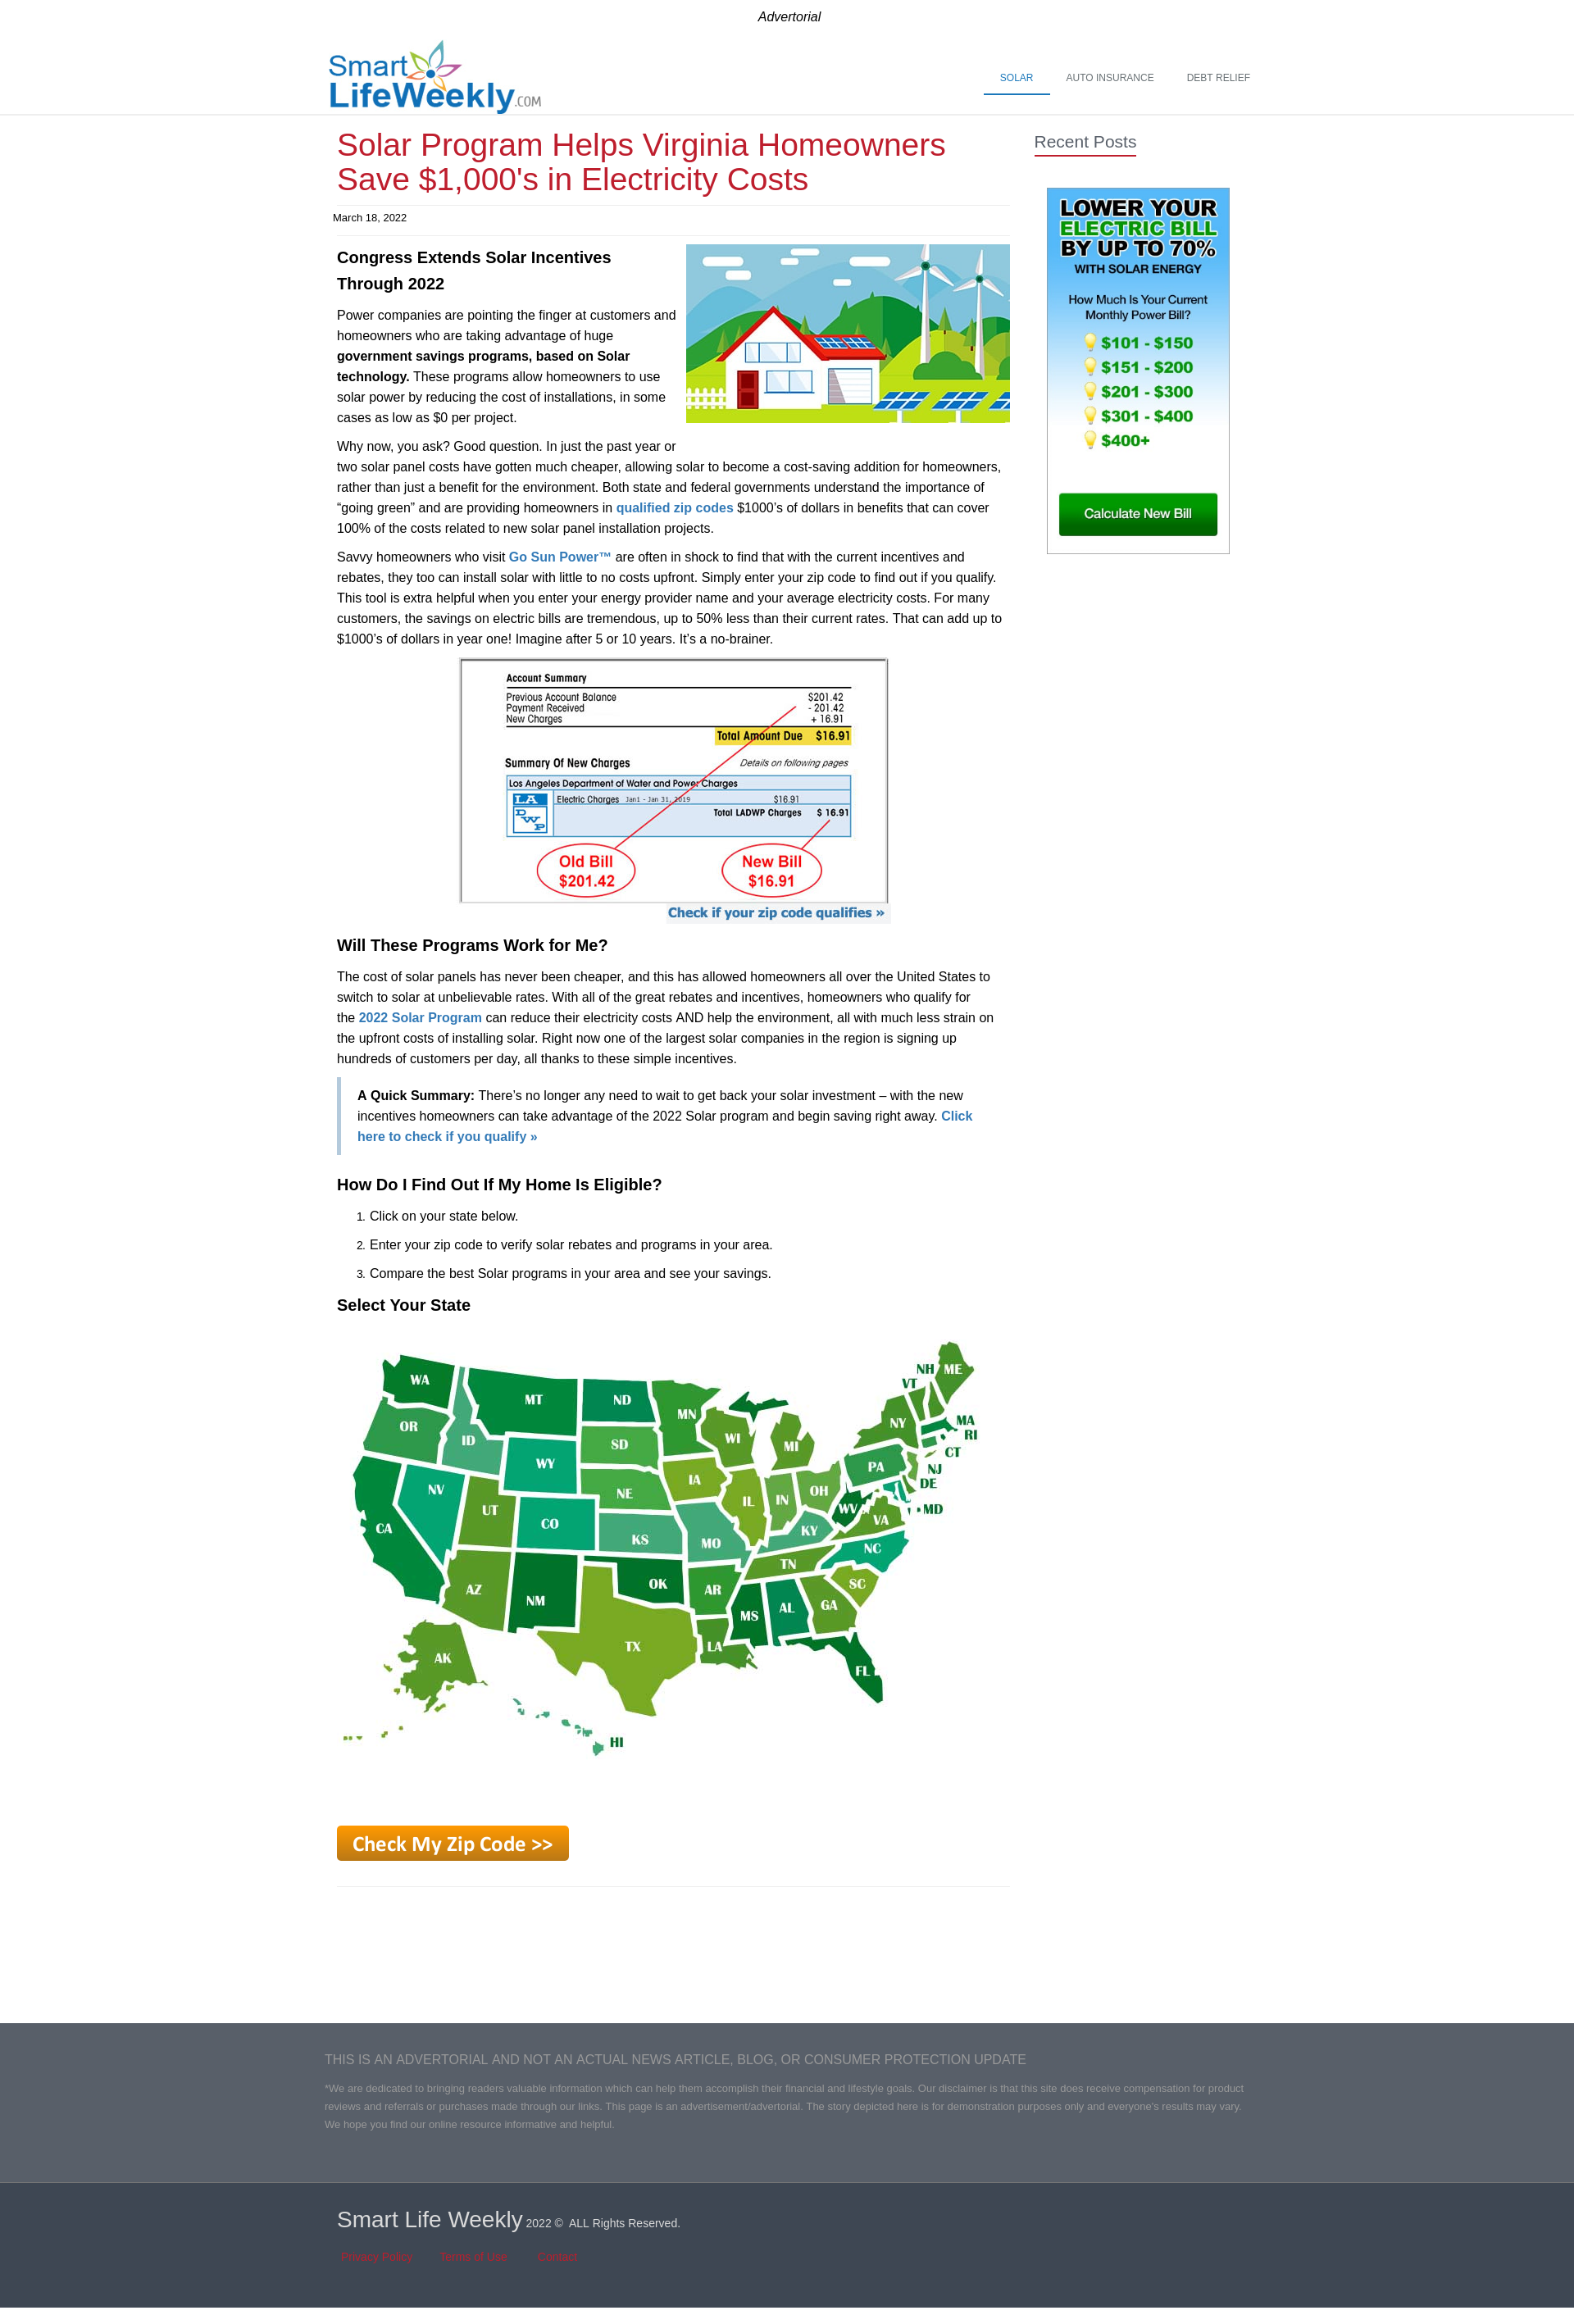 Advertorial
Smart
LifeWeekly.COM
SOLAR AUTO INSURANCE DEBT RELIEF
Solar Program Helps Virginia Homeowners
Save $1,000's in Electricity Costs
March 18, 2022
Congress Extends Solar Incentives
Through 2022
Power companies are pointing the finger at customers and
homeowners who are taking advantage of huge
government savings programs, based on Solar
technology. These programs allow homeowners to use
solar power by reducing the cost of installations, in some
cases as low as $0 per project.
Why now, you ask? Good question. In just the past year or
two solar panel costs have gotten much cheaper, allowing solar to become a cost-saving addition for homeowners,
rather than just a benefit for the environment. Both state and federal governments understand the importance of
“going green” and are providing homeowners in qualified zip codes $1000’s of dollars in benefits that can cover
100% of the costs related to new solar panel installation projects.
Savvy homeowners who visit Go Sun Power™ are often in shock to find that with the current incentives and
rebates, they too can install solar with little to no costs upfront. Simply enter your zip code to find out if you qualify.
This tool is extra helpful when you enter your energy provider name and your average electricity costs. For many
customers, the savings on electric bills are tremendous, up to 50% less than their current rates. That can add up to
$1000’s of dollars in year one! Imagine after 5 or 10 years. It’s a no-brainer.
Account Summary
Previous Account Balance $201.42
Payment Received - 201.42
New Charges + 16.91
Total Amount Due $16.91
Summary Of New Charges Details on following pages
Los Angeles Department of Water and Power Charges
LA
DWP
Electric Charges Jan1 - Jan 31, 2019 $16.91
Total LADWP Charges $ 16.91
Old Bill
$201.42
New Bill
$16.91
Check if your zip code qualifies »
Will These Programs Work for Me?
The cost of solar panels has never been cheaper, and this has allowed homeowners all over the United States to
switch to solar at unbelievable rates. With all of the great rebates and incentives, homeowners who qualify for
the 2022 Solar Program can reduce their electricity costs AND help the environment, all with much less strain on
the upfront costs of installing solar. Right now one of the largest solar companies in the region is signing up
hundreds of customers per day, all thanks to these simple incentives.
A Quick Summary: There’s no longer any need to wait to get back your solar investment – with the new
incentives homeowners can take advantage of the 2022 Solar program and begin saving right away. Click
here to check if you qualify »
How Do I Find Out If My Home Is Eligible?
1. Click on your state below.
2. Enter your zip code to verify solar rebates and programs in your area.
3. Compare the best Solar programs in your area and see your savings.
Select Your State
WA
MT
ND
MN
NH
ME
VT
OR
ID
SD
WI
MI
NY
MA
RI
CT
WY
IA
PA
NJ
DE
NV
NE
IL
IN
OH
UT
CO
WV
VA
MD
CA
KS
MO
KY
NC
AZ
NM
OK
AR
TN
SC
MS
AL
GA
TX
LA
FL
AK
HI
Check My Zip Code >>
Recent Posts
LOWER YOUR
ELECTRIC BILL
BY UP TO 70%
WITH SOLAR ENERGY
How Much Is Your Current
Monthly Power Bill?
$101 - $150
$151 - $200
$201 - $300
$301 - $400
$400+
Calculate New Bill
THIS IS AN ADVERTORIAL AND NOT AN ACTUAL NEWS ARTICLE, BLOG, OR CONSUMER PROTECTION UPDATE
*We are dedicated to bringing readers valuable information which can help them accomplish their financial and lifestyle goals. Our disclaimer is that this site does receive compensation for product
reviews and referrals or purchases made through our links. This page is an advertisement/advertorial. The story depicted here is for demonstration purposes only and everyone's results may vary.
We hope you find our online resource informative and helpful.
Smart Life Weekly 2022 © ALL Rights Reserved.
Privacy Policy Terms of Use Contact